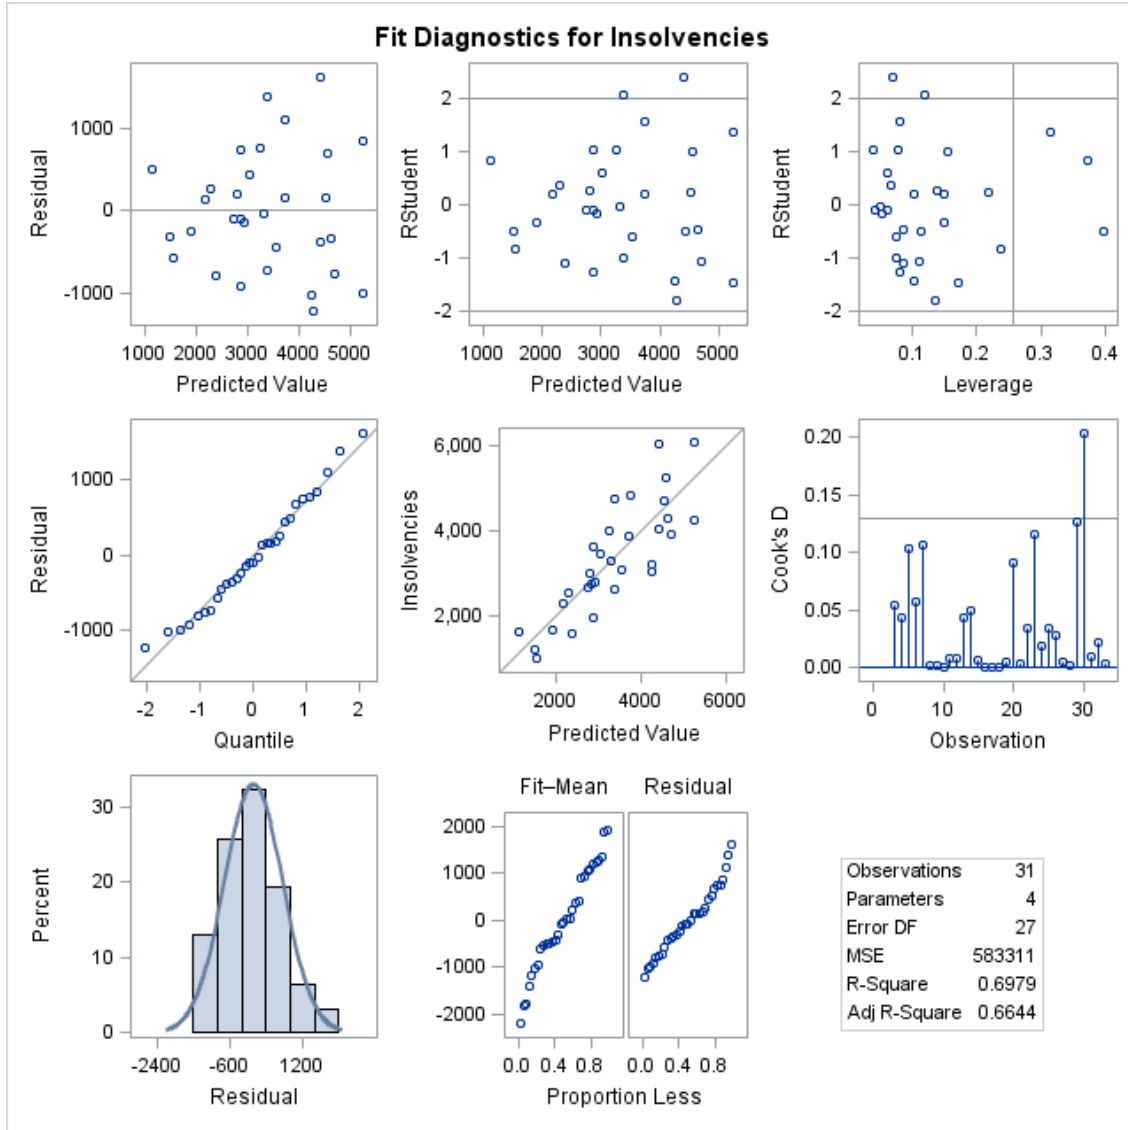 Fit Diagnostics for Insolvencies
Residual
1000
0
-1000
1000 2000 3000 4000 5000
Predicted Value
RStudent
2
1
0
-1
-2
1000 2000 3000 4000 5000
Predicted Value
RStudent
2
1
0
-1
-2
0.1 0.2 0.3 0.4
Leverage
Residual
1000
0
-1000
-2 -1 0 1 2
Quantile
Insolvencies
6,000
4,000
2,000
2000 4000 6000
Predicted Value
Cook's D
0.20
0.15
0.10
0.05
0.00
0 10 20 30
Observation
Percent
30
20
10
0
-2400 -600 1200
Residual
Fit–Mean Residual
2000
1000
0
-1000
-2000
0.0 0.4 0.8 0.0 0.4 0.8
Proportion Less
Observations 31
Parameters 4
Error DF 27
MSE 583311
R-Square 0.6979
Adj R-Square 0.6644